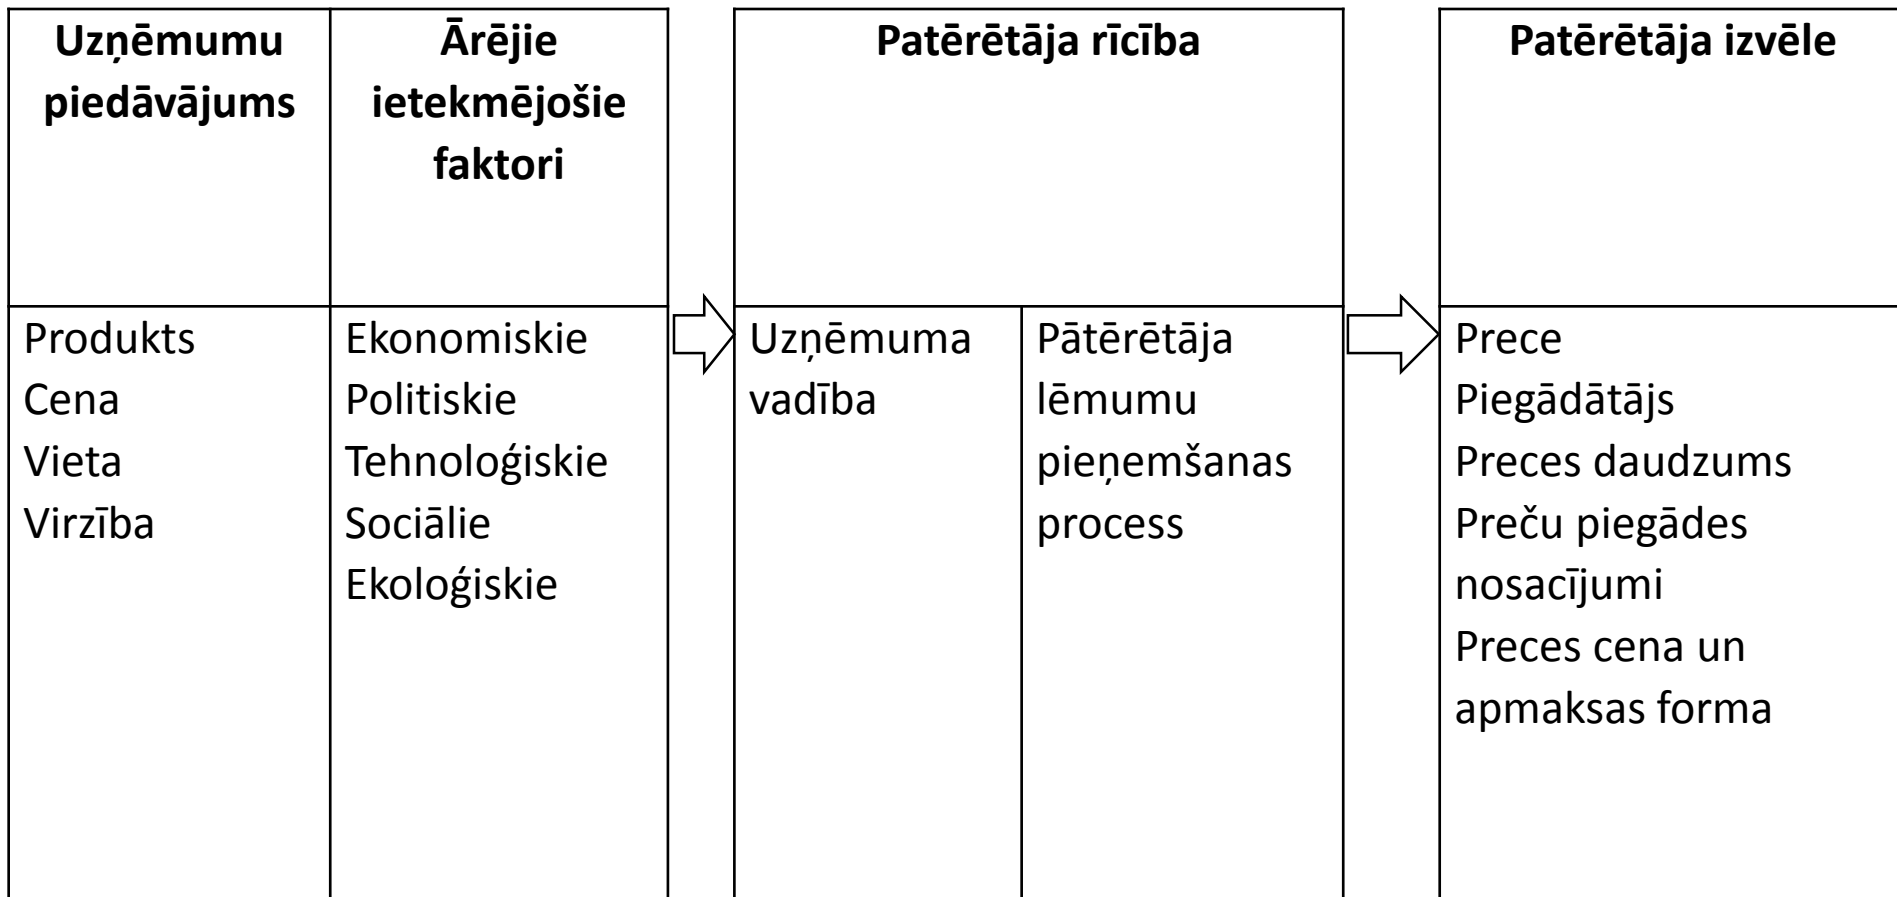 Uzņēmumu
piedāvājums
Ārējie
ietekmējošie
faktori
Patērētāja rīcība
Patērētāja izvēle
Produkts
Cena
Vieta
Virzība
Ekonomiskie
Politiskie
Tehnoloģiskie
Sociālie
Ekoloģiskie
Uzņēmuma
vadība
Pātērētāja
lēmumu
pieņemšanas
process
Prece
Piegādātājs
Preces daudzums
Preču piegādes
nosacījumi
Preces cena un
apmaksas forma